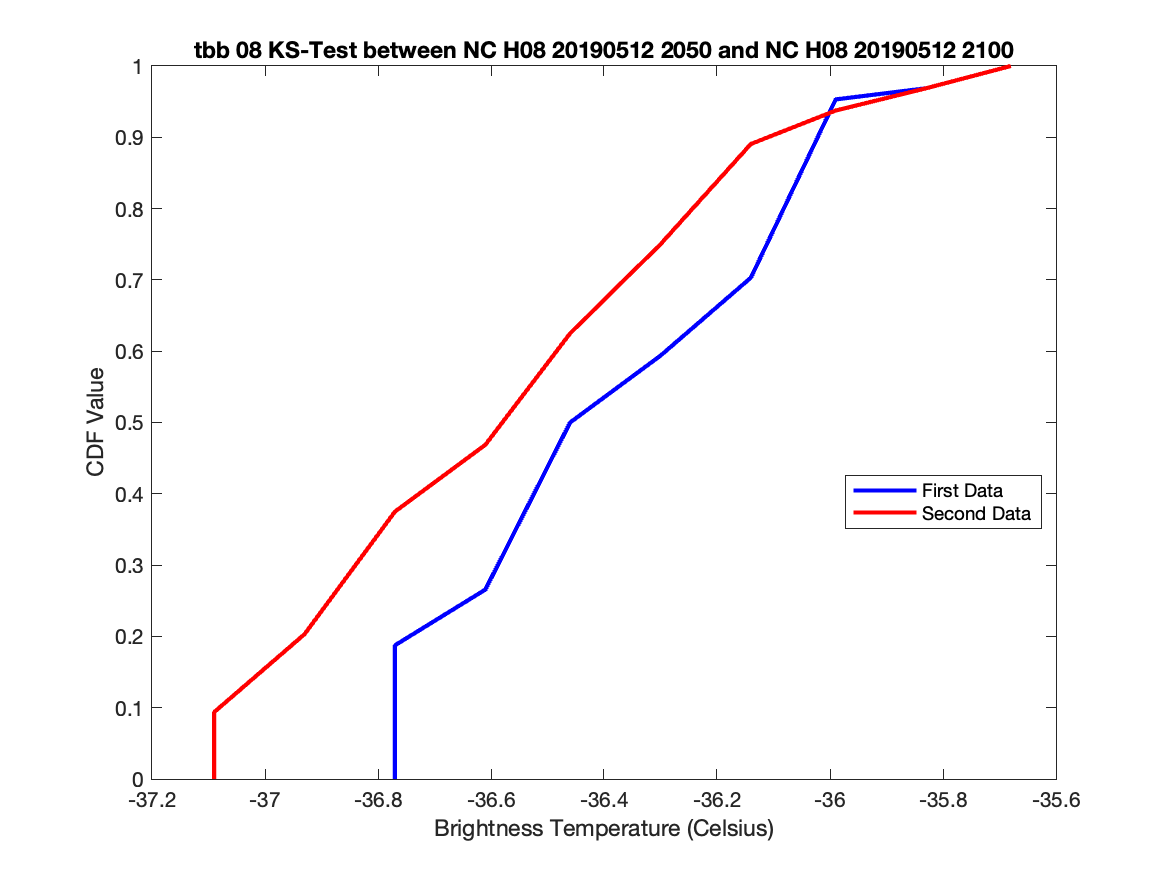 tbb 08 KS-Test between NC H08 20190512 2050 and NC H08 20190512 2100
1
0.9
0.8
0.7
0.6
0.5
0.4
0.3
0.2
0.1
0
CDF Value
First Data
Second Data
-37.2 -37 -36.8 -36.6 -36.4 -36.2 -36 -35.8 -35.6
Brightness Temperature (Celsius)